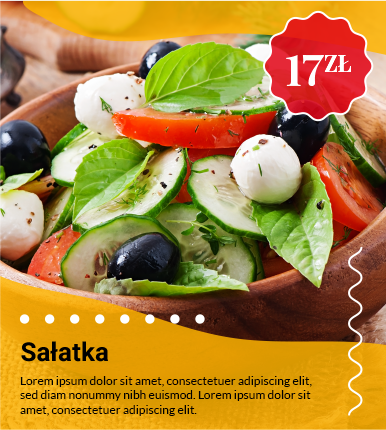 17ZŁ
Sałatka
Lorem ipsum dolor sit amet, consectetuer adipiscing elit,
sed diam nonummy nibh euismod. Lorem ipsum dolor sit
amet, consectetuer adipiscing elit.